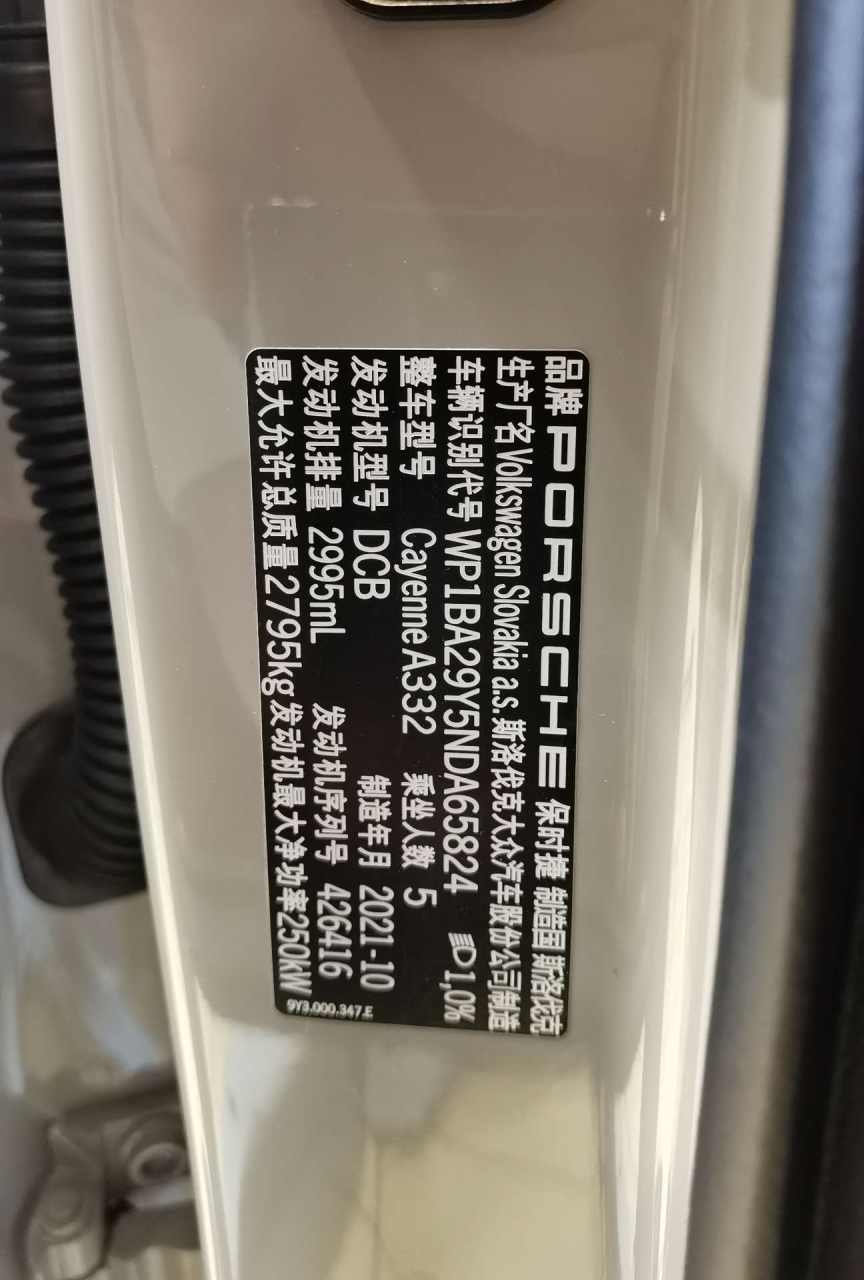 品牌 PORSCHE 保时捷 制造国 斯洛伐克
生产厂名 Volkswagen Slovakia a.s. 斯洛伐克大众汽车股份公司制造
车辆识别代号 WP1BA29Y5NDA65824 1,0%
整车型号 Cayenne A332 乘坐人数 5
发动机型号 DCB 制造年月 2021-10
发动机排量 2995mL 发动机序列号 426416
最大允许总质量 2795kg 发动机最大净功率 250kW
9Y3.000.347.E